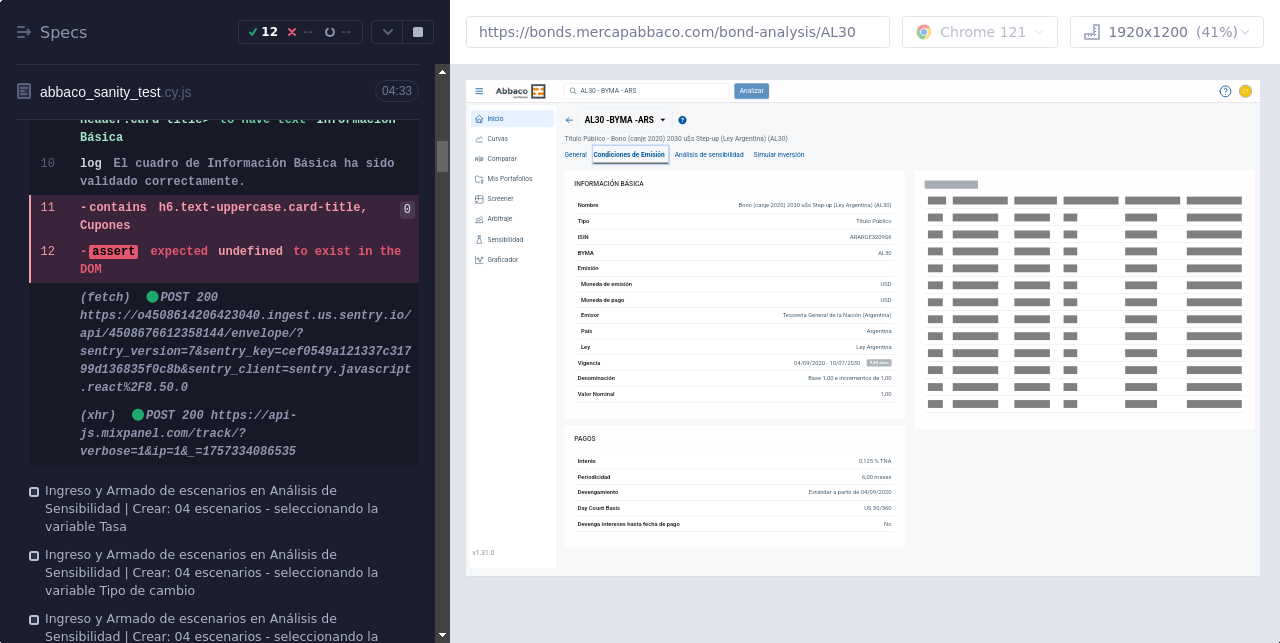 Specs
12
--
--
https://bonds.mercapabbaco.com/bond-analysis/AL30
Chrome 121
1920x1200 (41%)
abbaco_sanity_test.cy.js
04:33
header.card-title> to have text Información
Básica
10 log El cuadro de Información Básica ha sido
validado correctamente.
11 -contains h6.text-uppercase.card-title,
Cupones
0
12 -assert expected undefined to exist in the
DOM
(fetch) POST 200
https://o4508614206423040.ingest.us.sentry.io/
api/4508676612358144/envelope/?
sentry_version=7&sentry_key=cef0549a121337c317
99d136835f0c8b&sentry_client=sentry.javascript
.react%2F8.50.0
(xhr) POST 200 https://api-
js.mixpanel.com/track/?
verbose=1&ip=1&_=1757334086535
Ingreso y Armado de escenarios en Análisis de
Sensibilidad | Crear: 04 escenarios - seleccionando la
variable Tasa
Ingreso y Armado de escenarios en Análisis de
Sensibilidad | Crear: 04 escenarios - seleccionando la
variable Tipo de cambio
Ingreso y Armado de escenarios en Análisis de
Sensibilidad | Crear: 04 escenarios - seleccionando la
Abbaco
AL30 - BYMA - ARS
Analizar
Inicio
Curvas
Comparar
Mis Portafolios
Screener
Arbitraje
Sensibilidad
Graficador
v1.31.0
AL30 -BYMA -ARS
Título Público - Bono (canje 2020) 2030 u$s Step-up (Ley Argentina) (AL30)
General
Condiciones de Emisión
Análisis de sensibilidad
Simular inversión
INFORMACIÓN BÁSICA
Nombre Bono (canje 2020) 2030 u$s Step-up (Ley Argentina) (AL30)
Tipo Título Público
ISIN ARARGE3209S6
BYMA AL30
Emisión
Moneda de emisión USD
Moneda de pago USD
Emisor Tesorería General de la Nación (Argentina)
País Argentina
Ley Ley Argentina
Vigencia 04/09/2020 - 10/07/2030
Denominación Base 1,00 e incrementos de 1,00
Valor Nominal 1,00
PAGOS
Interés 0,125 % TNA
Periodicidad 6,00 meses
Devengamiento Estándar a partir de 04/09/2020
Day Count Basis US 30/360
Devenga intereses hasta fecha de pago No